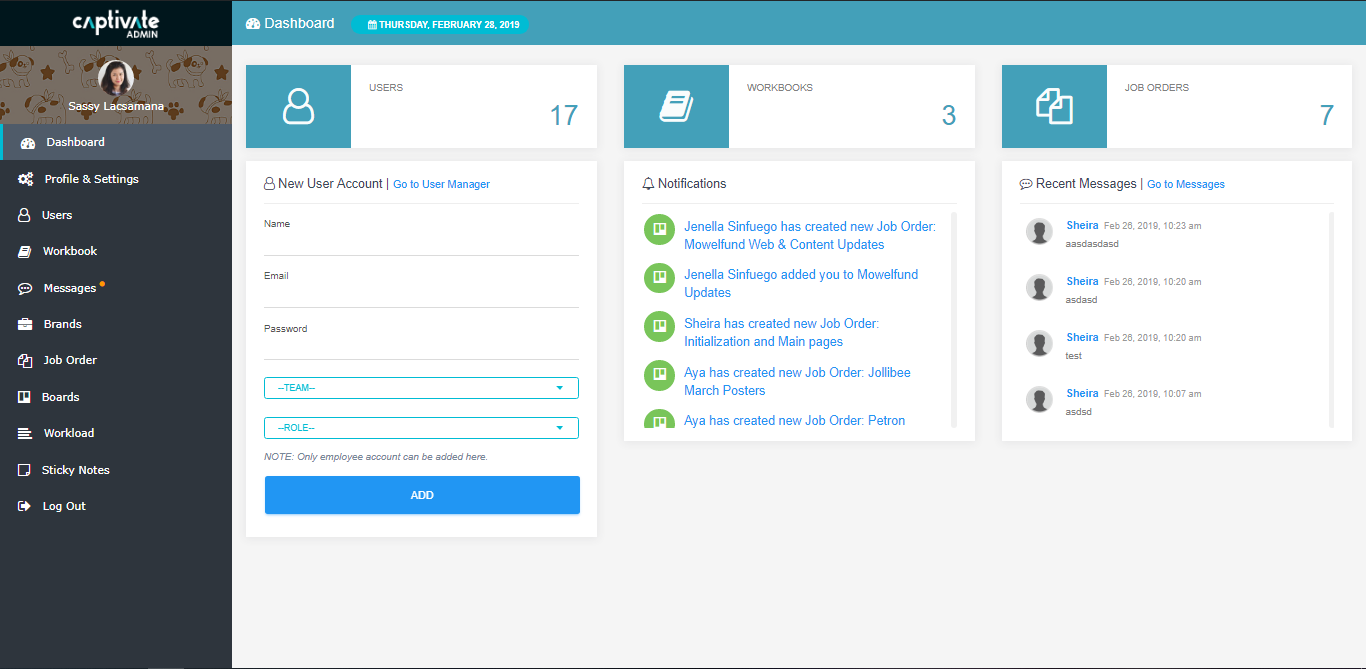 captivate
ADMIN
Sassy Lacsamana
Dashboard
Profile & Settings
Users
Workbook
Messages
Brands
Job Order
Boards
Workload
Sticky Notes
Log Out
Dashboard
THURSDAY, FEBRUARY 28, 2019
USERS
17
WORKBOOKS
3
JOB ORDERS
7
New User Account | Go to User Manager
Name
Email
Password
--TEAM--
--ROLE--
NOTE: Only employee account can be added here.
ADD
Notifications
Jenella Sinfuego has created new Job Order:
Mowelfund Web & Content Updates
Jenella Sinfuego added you to Mowelfund
Updates
Sheira has created new Job Order:
Initialization and Main pages
Aya has created new Job Order: Jollibee
March Posters
Aya has created new Job Order: Petron
Recent Messages | Go to Messages
Sheira Feb 26, 2019, 10:23 am
aasdasdasd
Sheira Feb 26, 2019, 10:20 am
asdasd
Sheira Feb 26, 2019, 10:20 am
test
Sheira Feb 26, 2019, 10:07 am
asdsd